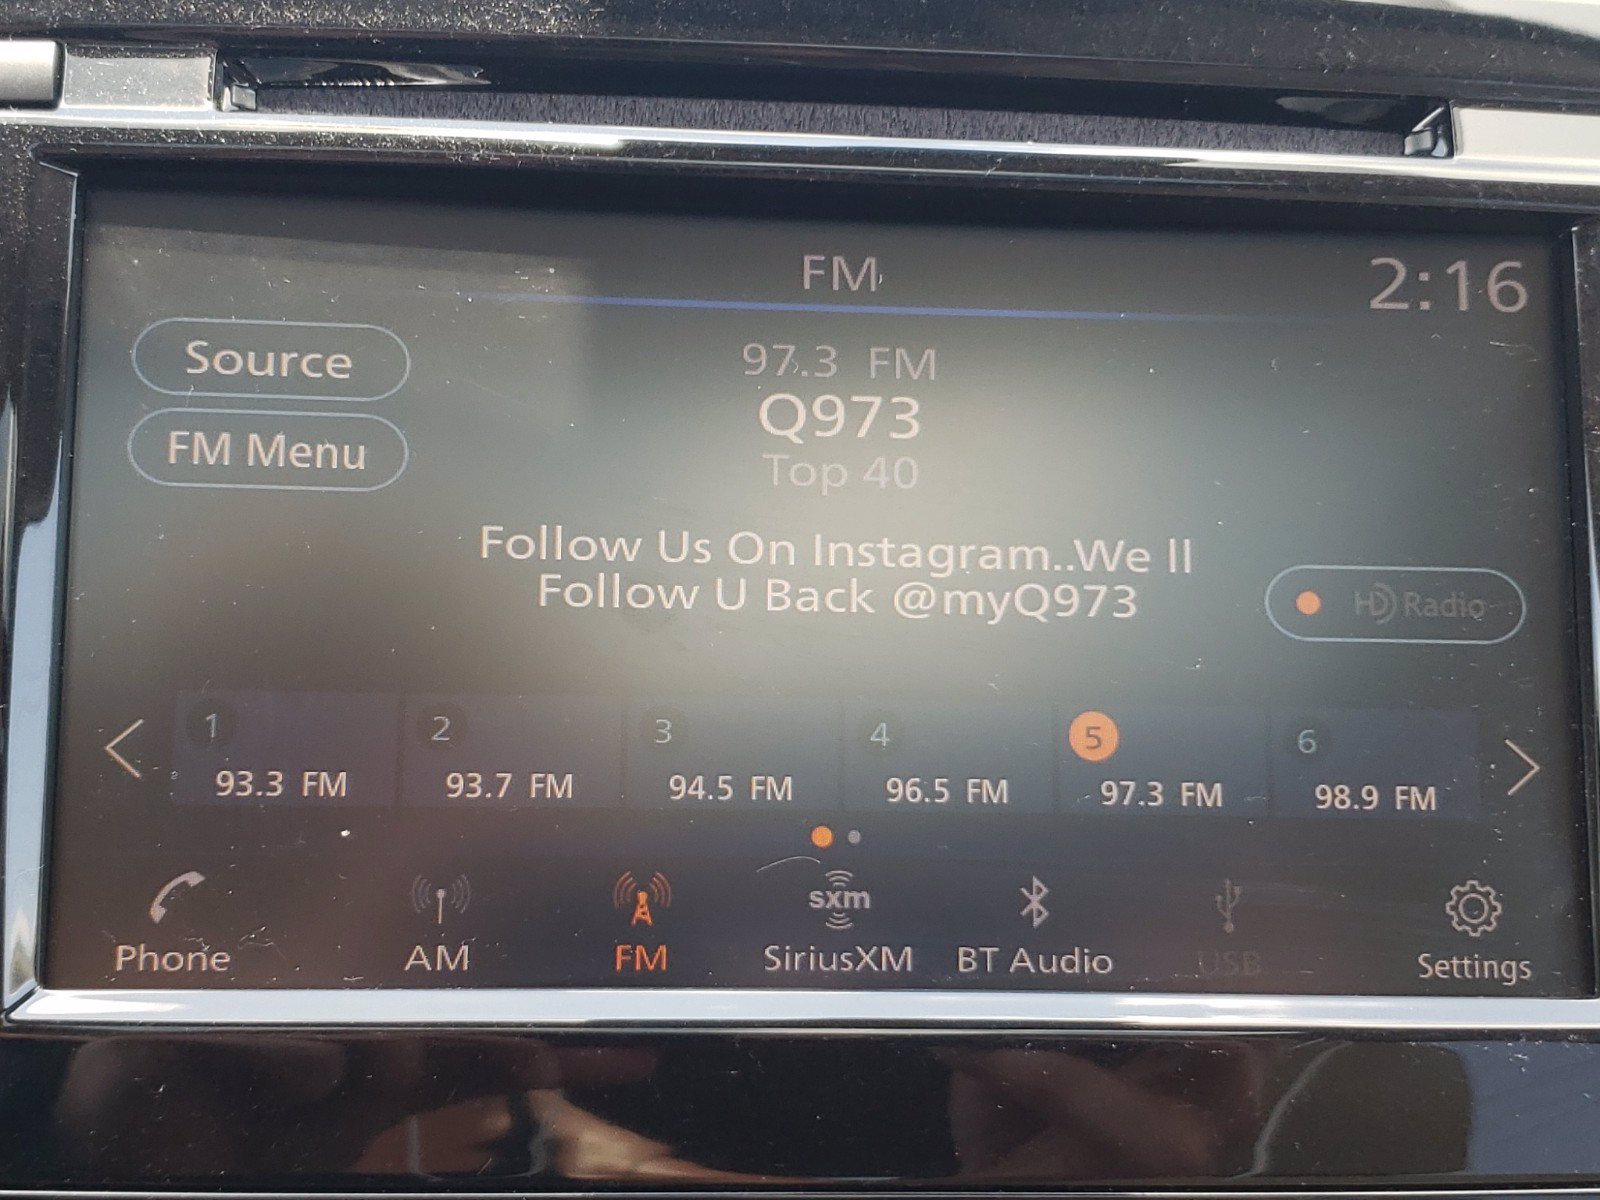 FM
2:16
Source
97.3 FM
Q973
FM Menu
Top 40
Follow Us On Instagram..We ll
Follow U Back @myQ973
HD Radio
1
2
3
4
5
6
93.3 FM
93.7 FM
94.5 FM
96.5 FM
97.3 FM
98.9 FM
sxm
Phone
AM
FM
SiriusXM
BT Audio
USB
Settings